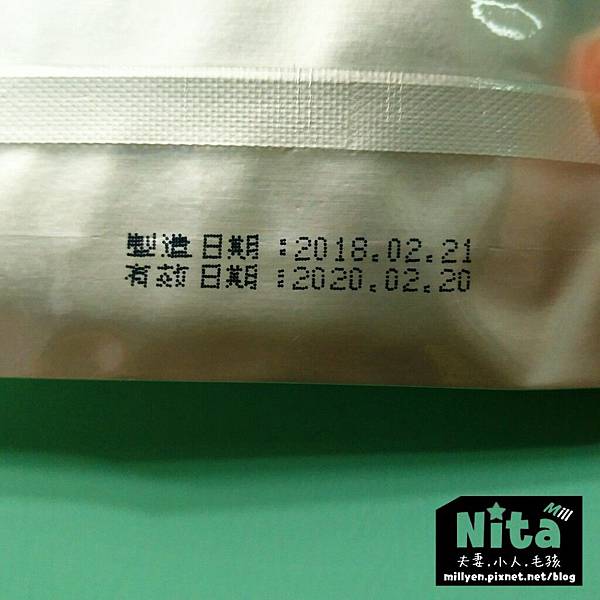 製造日期:2018.02.21
有效日期:2020.02.20
Nita
Mill
夫妻.小人.毛孩
millyen.pixnet.net/blog